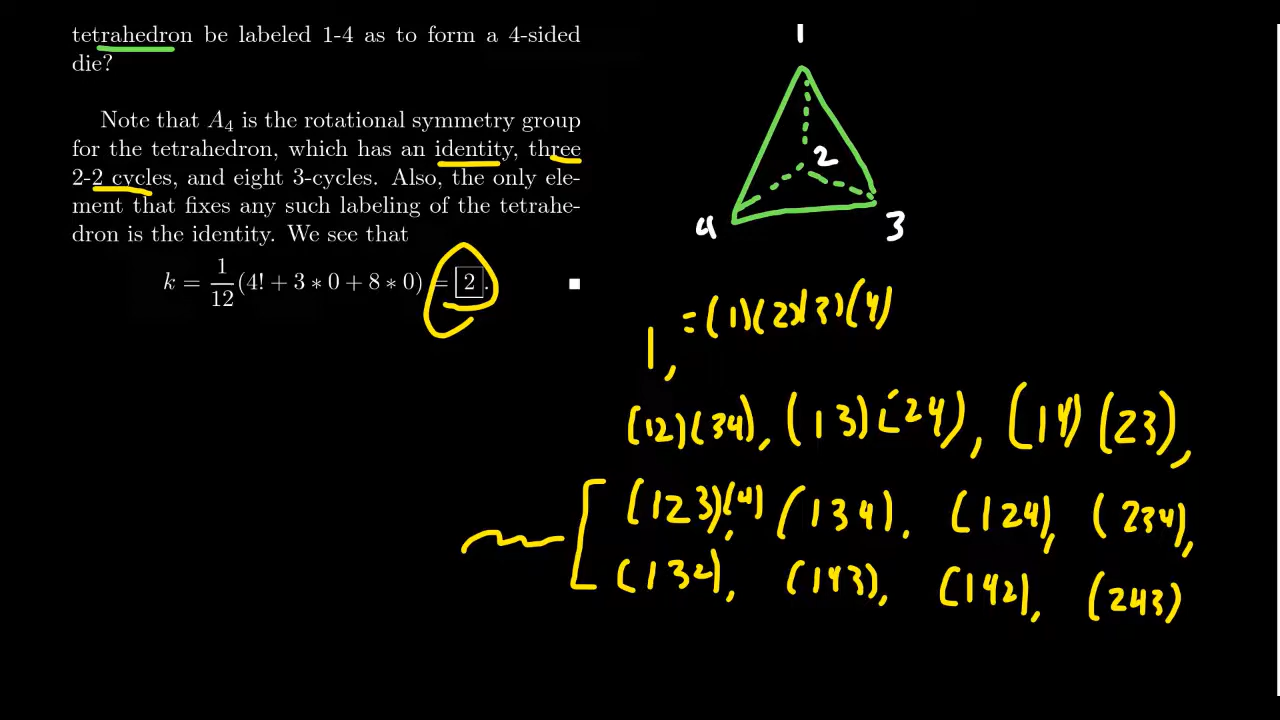 tetrahedron be labeled 1-4 as to form a 4-sided
die?
Note that A₄ is the rotational symmetry group
for the tetrahedron, which has an identity, three
2-2 cycles, and eight 3-cycles. Also, the only ele-
ment that fixes any such labeling of the tetrahe-
dron is the identity. We see that
k = 1/12 (4! + 3 * 0 + 8 * 0) = 2.
1
2
4
3
1, = (1)(2)(3)(4)
(12)(34), (13)(24), (14)(23),
(123)(4), (134), (124), (234),
(132), (143), (142), (243)